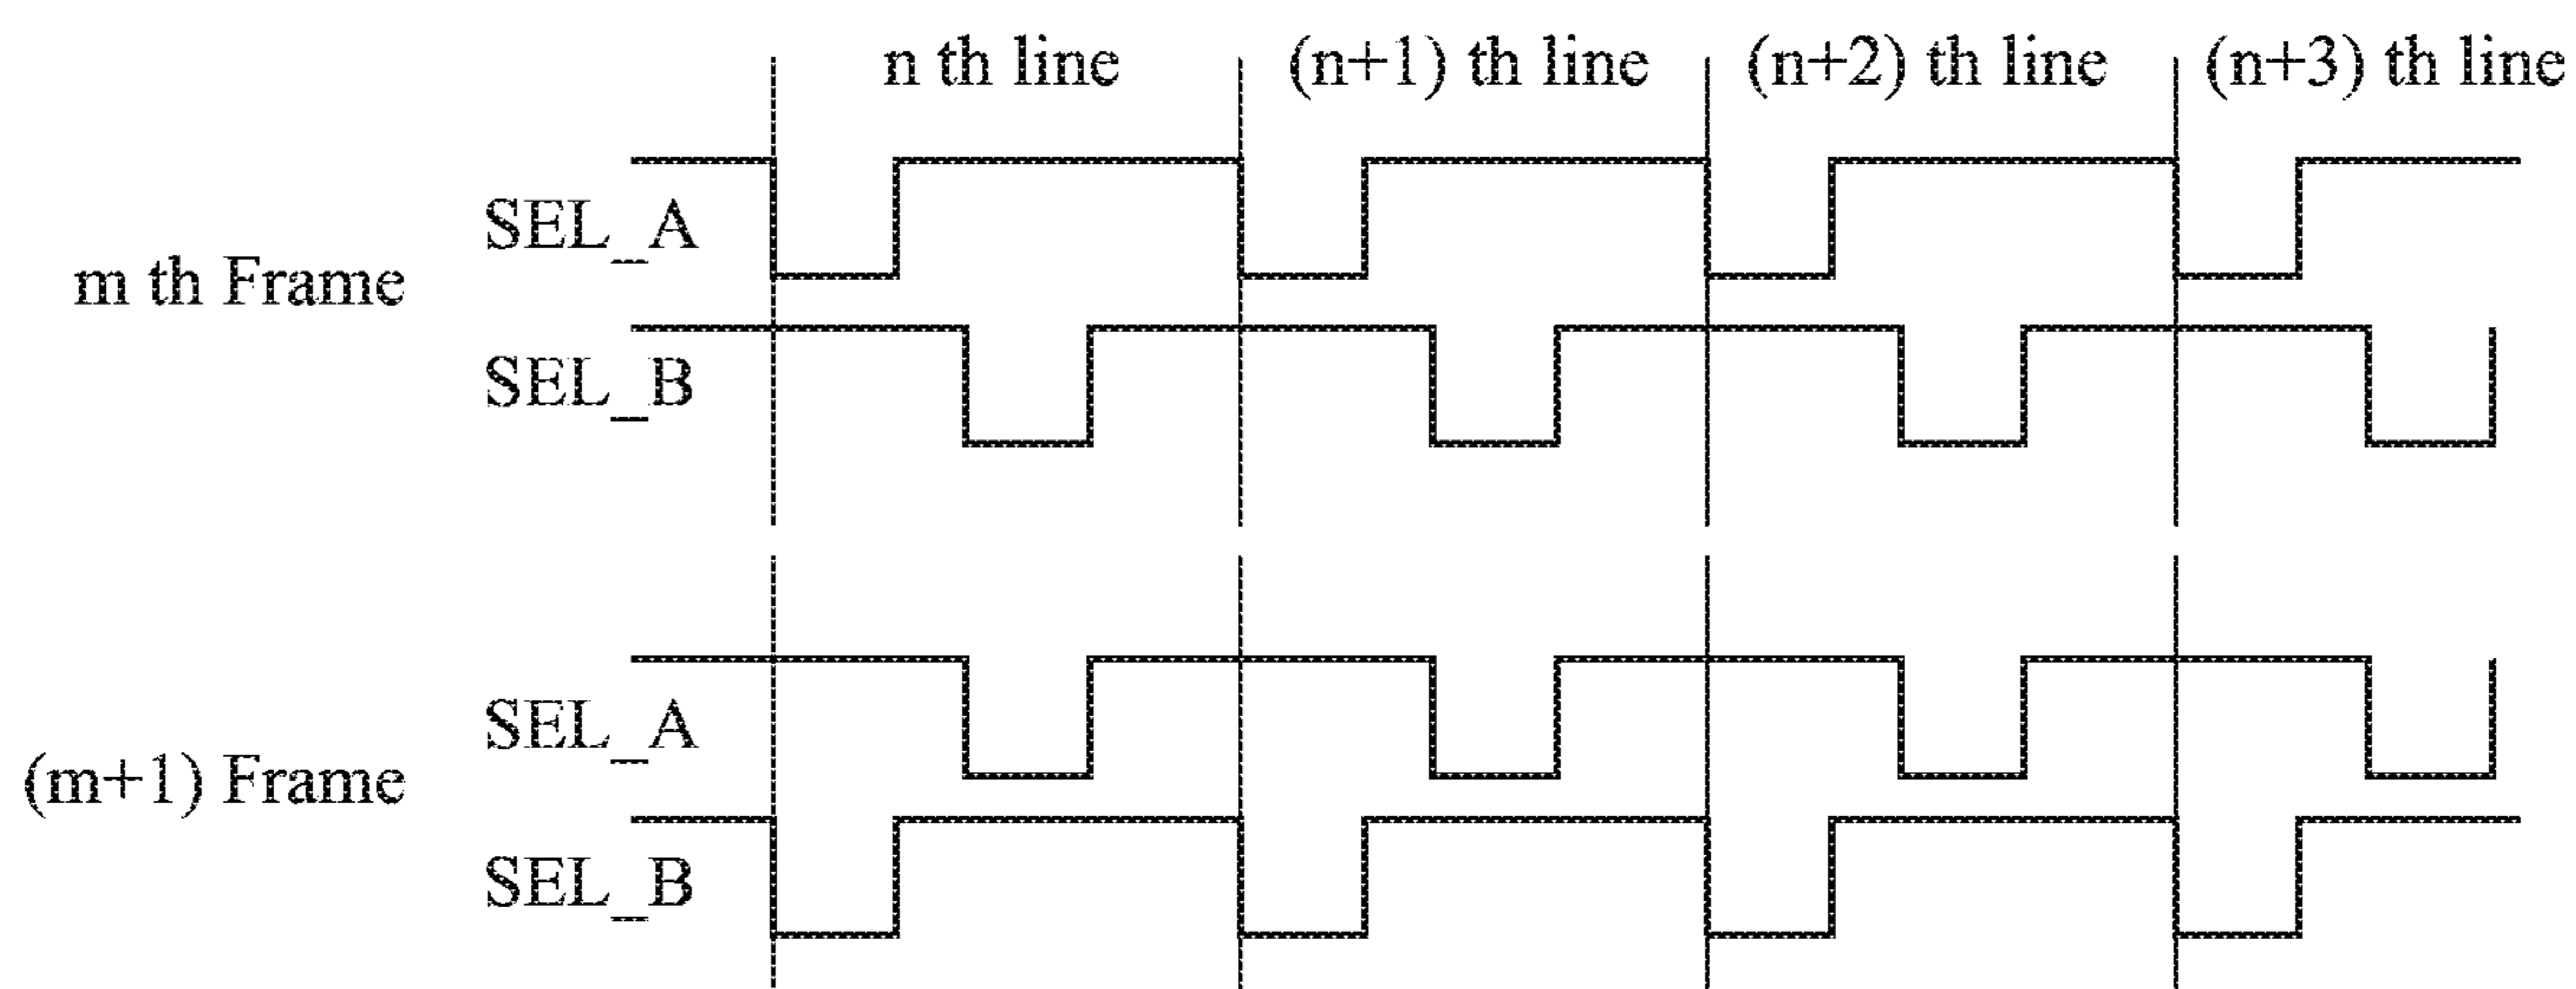 n th line (n+1) th line (n+2) th line (n+3) th line
SEL_A
m th Frame
SEL_B
SEL_A
(m+1) Frame
SEL_B